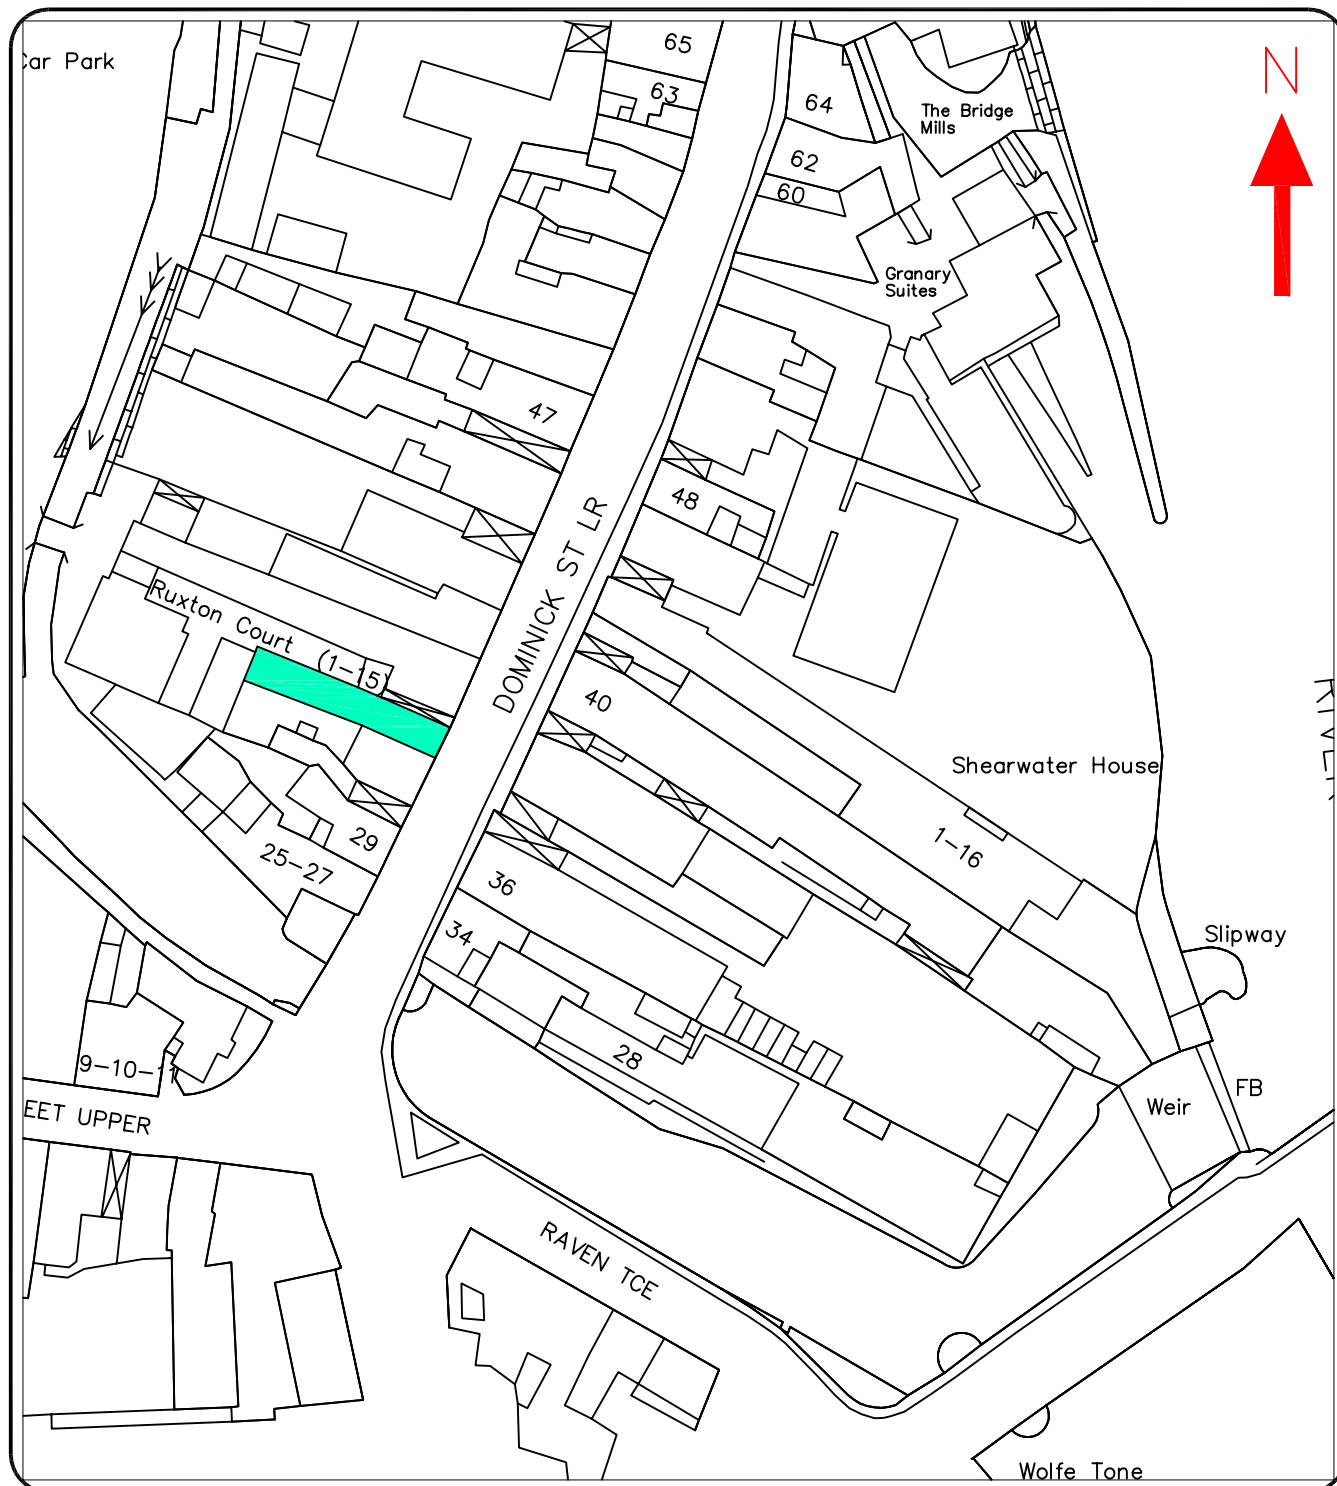 Car Park
65
63
64
N
The Bridge
Mills
62
60
Granary
Suites
47
48
DOMINICK ST LR
Ruxton Court (1-15)
40
RIVER
Shearwater House
1-16
29
25-27
36
34
Slipway
28
9-10-11
FB
Weir
EET UPPER
RAVEN TCE
Wolfe Tone